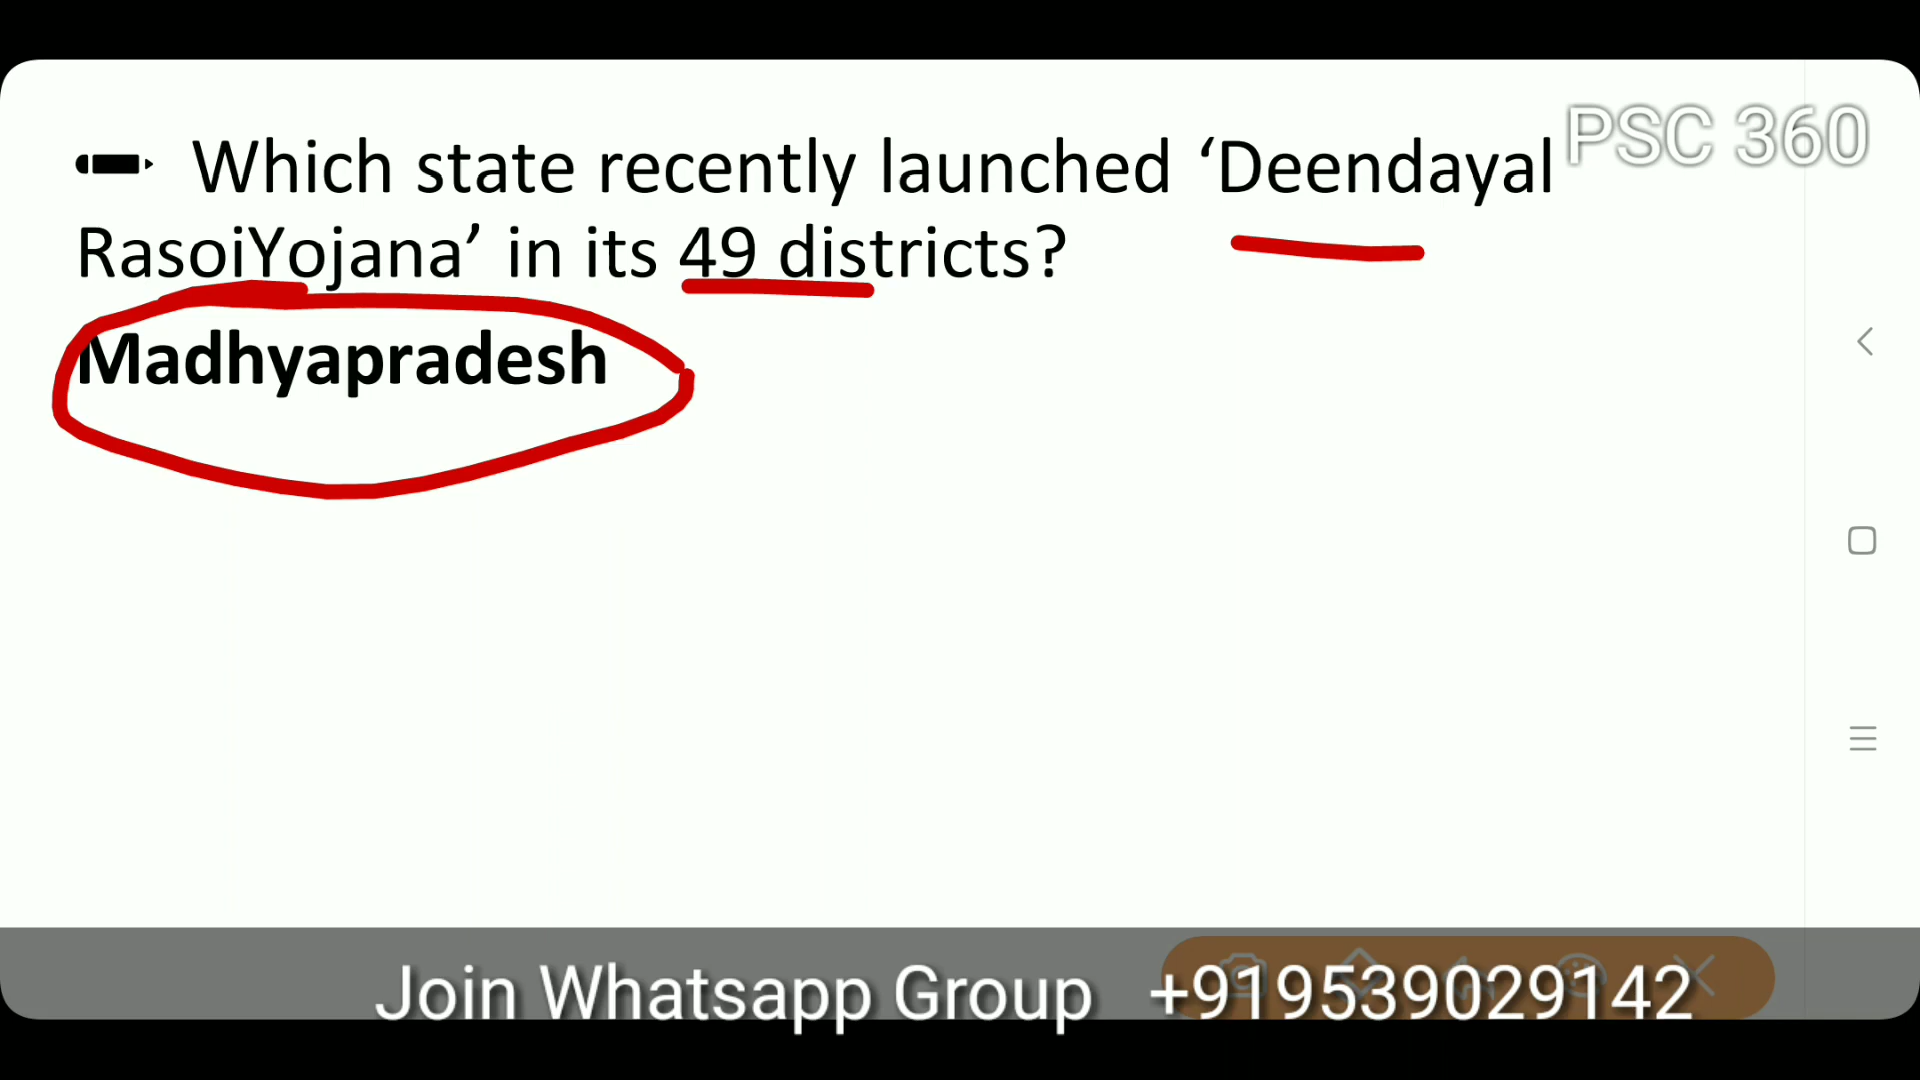 PSC 360
Which state recently launched ‘Deendayal
RasoiYojana’ in its 49 districts?
Madhyapradesh
Join Whatsapp Group +919539029142